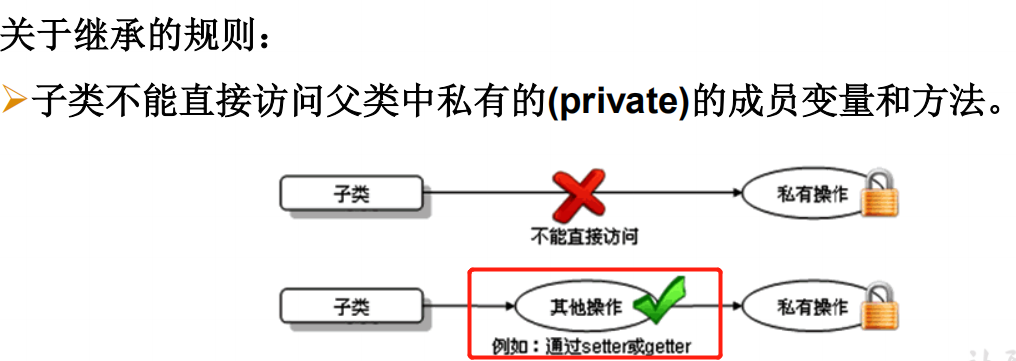 关于继承的规则：
子类不能直接访问父类中私有的(private)的成员变量和方法。
子类
私有操作
不能直接访问
子类
其他操作
私有操作
例如：通过setter或getter